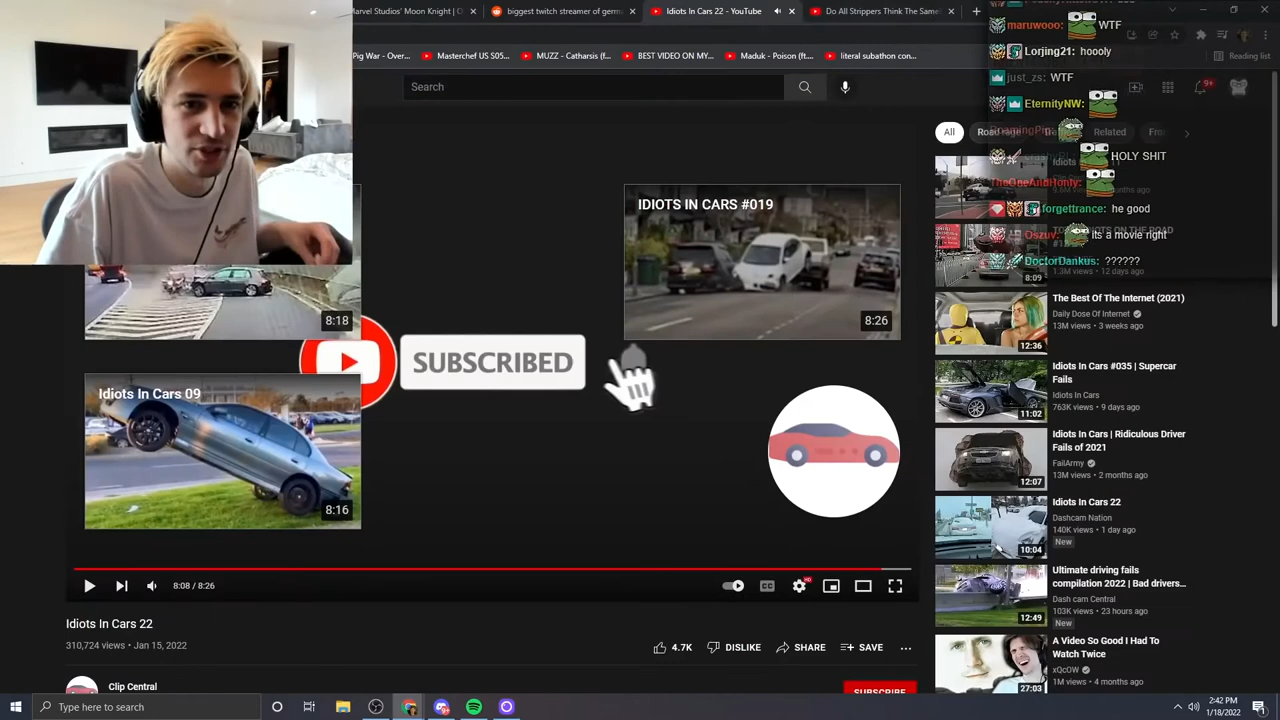 Marvel Studios' Moon Knight | O
biggest twitch streamer of germ
Idiots In Cars 22 - YouTube
Do All Strippers Think The Same
Pig War - Over...
Masterchef US S05...
MUZZ - Catharsis (ft...
BEST VIDEO ON MY...
Maduk - Poison (ft...
literal subathon con...
Reading list
Search
9+
maruwooo: WTF
Lorjing21: hoooly
just_zs: WTF
EternityNW:
HOLY SHIT
TheOneAndHonly:
forgettrance: he good
Oszuv: its a movie right
DoctorDankus: ??????
All
Related
8:09
1.3M views • 12 days ago
IDIOTS IN CARS #019
8:26
8:18
SUBSCRIBED
Idiots In Cars 09
8:16
8:08 / 8:26
CC
HD
Idiots In Cars 22
310,724 views • Jan 15, 2022
4.7K
DISLIKE
SHARE
SAVE
Clip Central
SUBSCRIBE
The Best Of The Internet (2021)
Daily Dose Of Internet
13M views • 3 weeks ago
12:36
Idiots In Cars #035 | Supercar
Fails
Idiots In Cars
763K views • 9 days ago
11:02
Idiots In Cars | Ridiculous Driver
Fails of 2021
FailArmy
13M views • 2 months ago
12:07
Idiots In Cars 22
Dashcam Nation
140K views • 1 day ago
New
10:04
Ultimate driving fails
compilation 2022 | Bad drivers...
Dash cam Central
103K views • 23 hours ago
New
12:49
A Video So Good I Had To
Watch Twice
xQcOW
1M views • 4 months ago
27:03
Type here to search
2:42 PM
1/18/2022